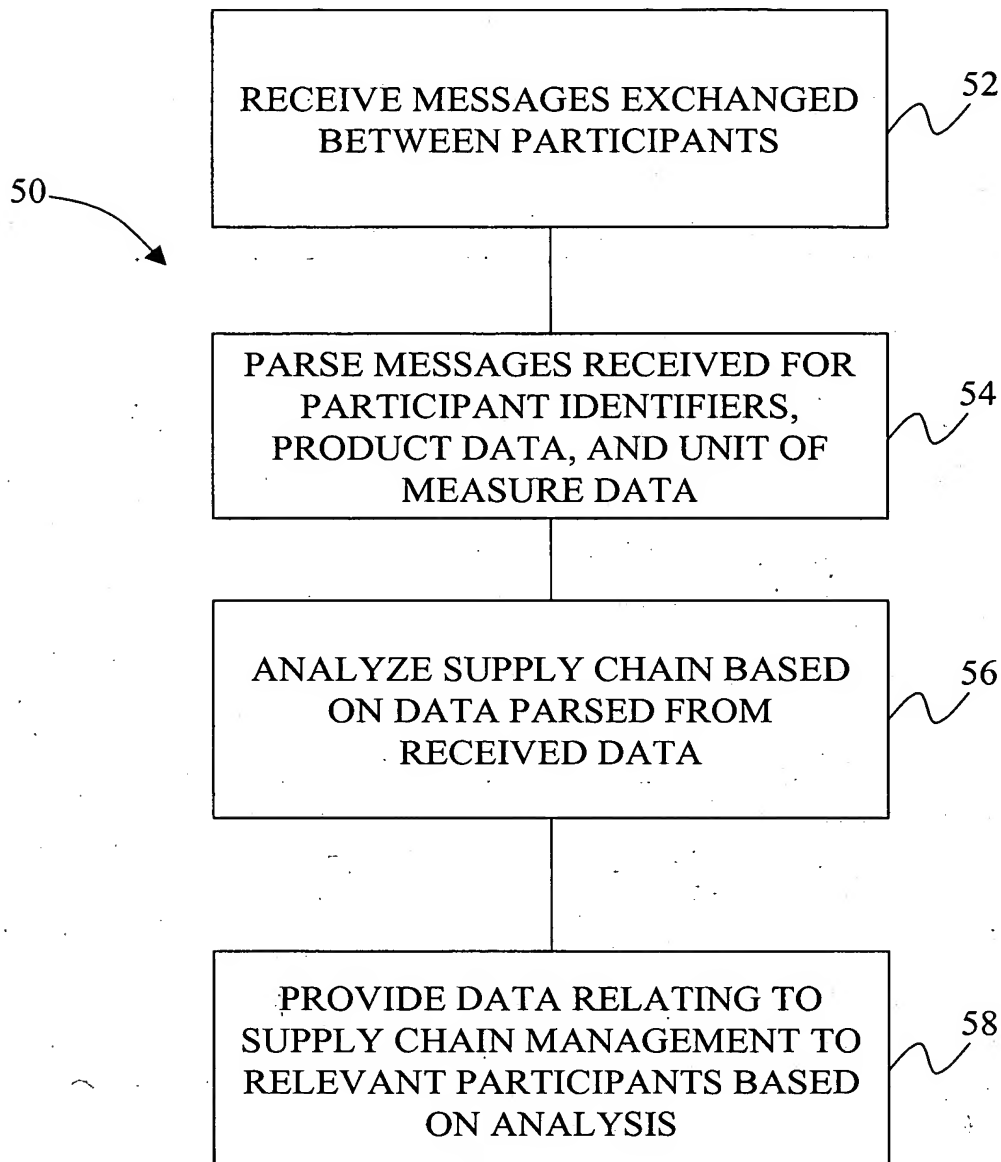 RECEIVE MESSAGES EXCHANGED
BETWEEN PARTICIPANTS
52
50
PARSE MESSAGES RECEIVED FOR
PARTICIPANT IDENTIFIERS,
PRODUCT DATA, AND UNIT OF
MEASURE DATA
54
ANALYZE SUPPLY CHAIN BASED
ON DATA PARSED FROM
RECEIVED DATA
56
PROVIDE DATA RELATING TO
SUPPLY CHAIN MANAGEMENT TO
RELEVANT PARTICIPANTS BASED
ON ANALYSIS
58